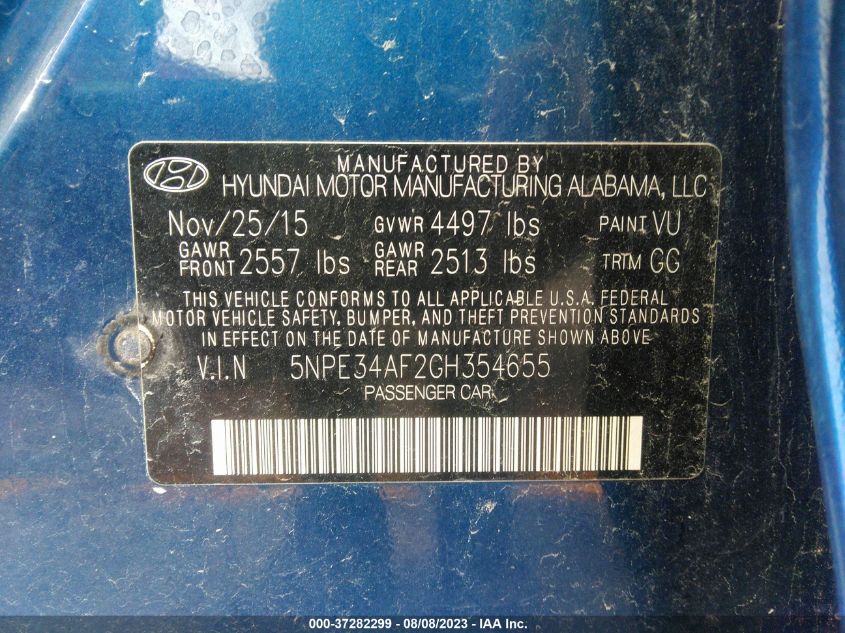 MANUFACTURED BY
HYUNDAI MOTOR MANUFACTURING ALABAMA, LLC
Nov/25/15 GVWR 4497 lbs PAINT VU
GAWR FRONT 2557 lbs GAWR REAR 2513 lbs TRIM GG
THIS VEHICLE CONFORMS TO ALL APPLICABLE U.S.A. FEDERAL
MOTOR VEHICLE SAFETY, BUMPER, AND THEFT PREVENTION STANDARDS
IN EFFECT ON THE DATE OF MANUFACTURE SHOWN ABOVE
V.I.N 5NPE34AF2GH354655
PASSENGER CAR
000-37282299 - 08/08/2023 - IAA Inc.